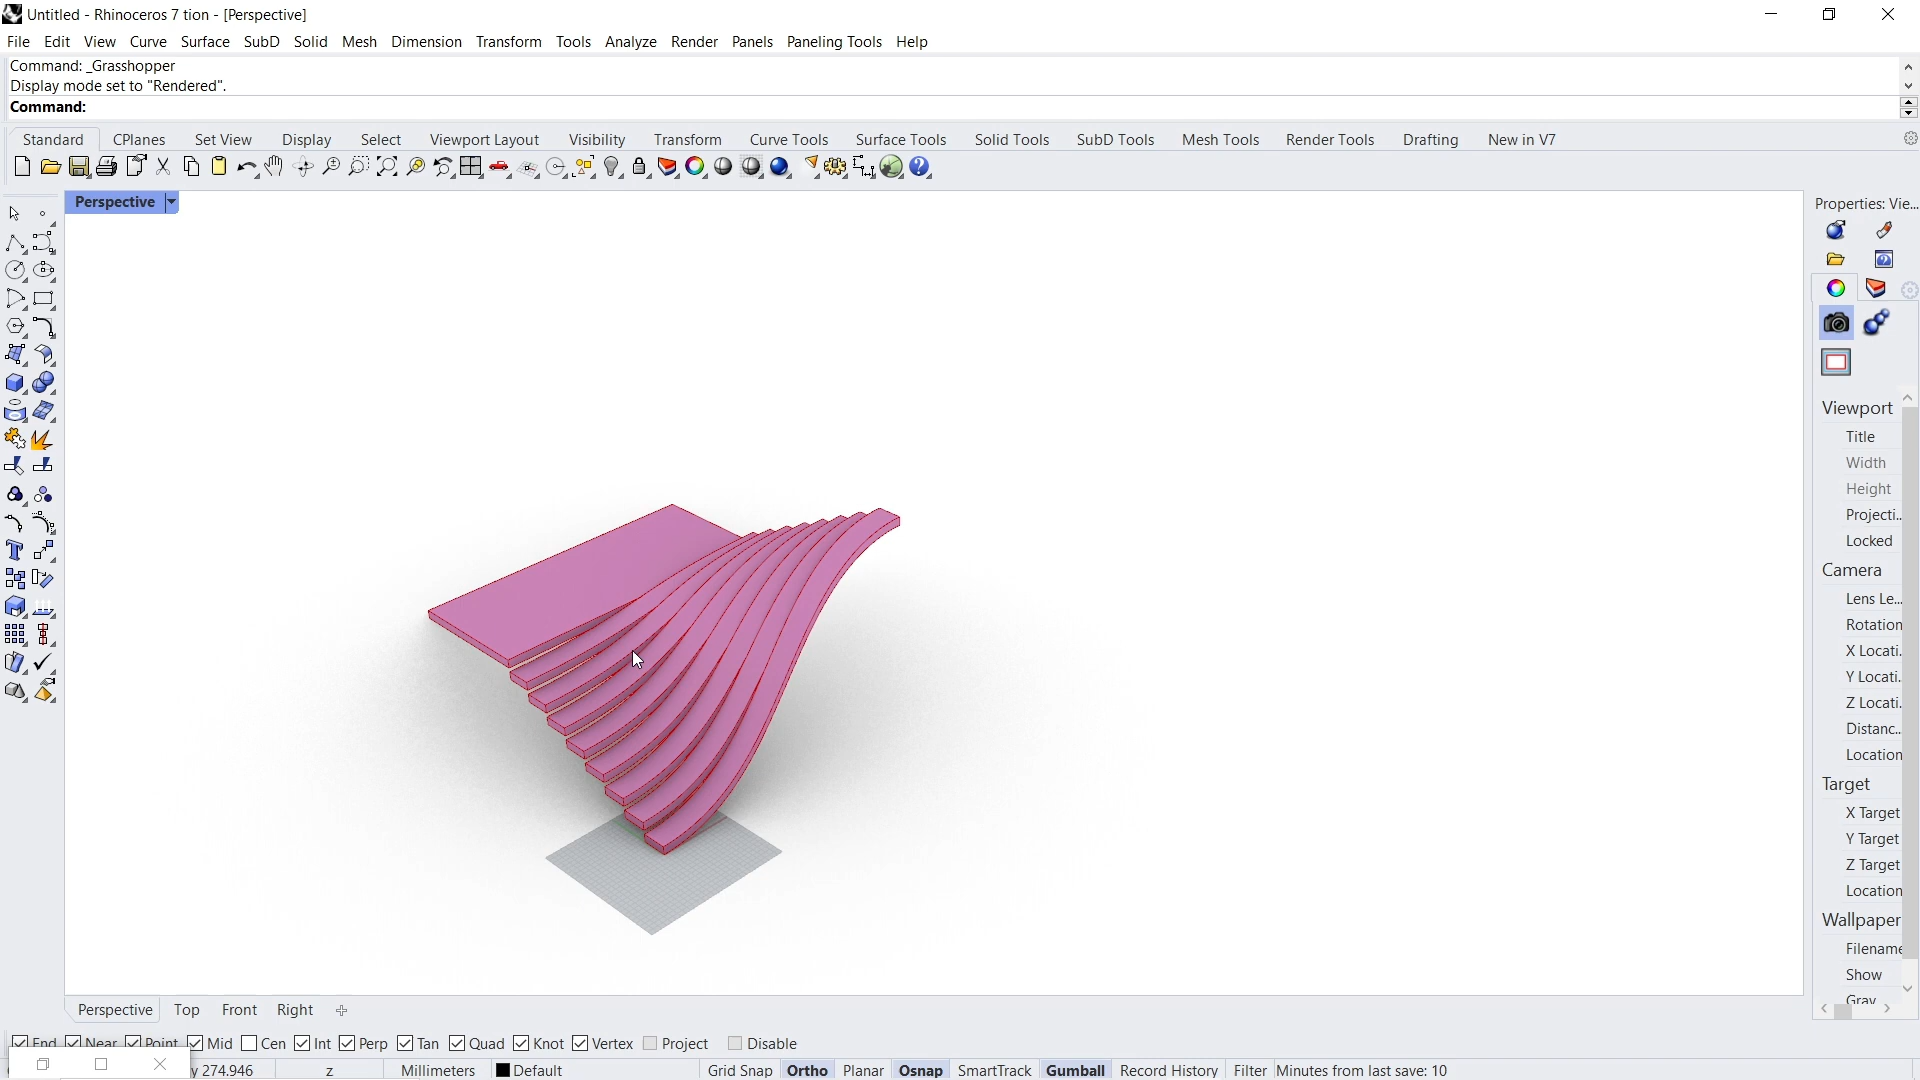 Untitled - Rhinoceros 7 tion - [Perspective]
File Edit View Curve Surface SubD Solid Mesh Dimension Transform Tools Analyze Render Panels Paneling Tools Help
Command: _Grasshopper
Display mode set to "Rendered".
Command:
Standard CPlanes Set View Display Select Viewport Layout Visibility Transform Curve Tools Surface Tools Solid Tools SubD Tools Mesh Tools Render Tools Drafting New in V7
Perspective
Properties: Vie...
Viewport
Title
Width
Height
Projecti...
Locked
Camera
Lens Le...
Rotation
X Locati...
Y Locati...
Z Locati...
Distanc...
Location
Target
X Target
Y Target
Z Target
Location
Wallpaper
Filename
Show
Gray
Perspective Top Front Right
End Near Point Mid Cen Int Perp Tan Quad Knot Vertex Project Disable
y 274.946 z Millimeters Default Grid Snap Ortho Planar Osnap SmartTrack Gumball Record History Filter Minutes from last save: 10